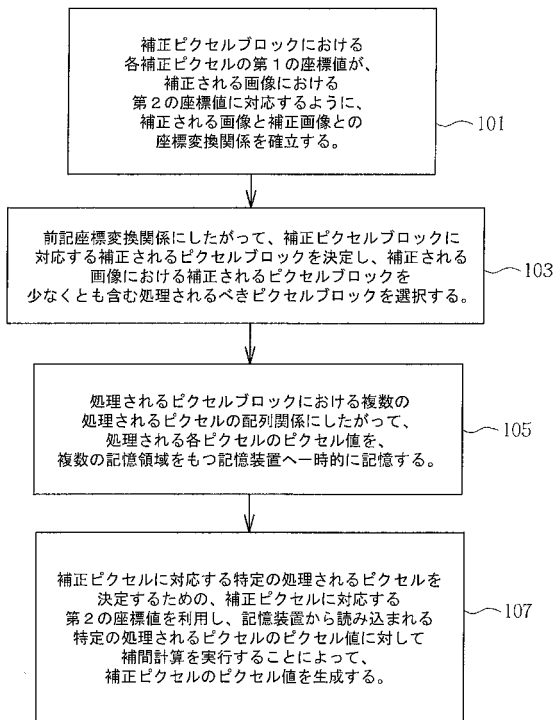 補正ピクセルブロックにおける
各補正ピクセルの第１の座標値が、
補正される画像における
第２の座標値に対応するように、
補正される画像と補正画像との
座標変換関係を確立する。
101
前記座標変換関係にしたがって、補正ピクセルブロックに
対応する補正されるピクセルブロックを決定し、補正される
画像における補正されるピクセルブロックを
少なくとも含む処理されるべきピクセルブロックを選択する。
103
処理されるピクセルブロックにおける複数の
処理されるピクセルの配列関係にしたがって、
処理される各ピクセルのピクセル値を、
複数の記憶領域をもつ記憶装置へ一時的に記憶する。
105
補正ピクセルに対応する特定の処理されるピクセルを
決定するための、補正ピクセルに対応する
第２の座標値を利用し、記憶装置から読み込まれる
特定の処理されるピクセルのピクセル値に対して
補間計算を実行することによって、
補正ピクセルのピクセル値を生成する。
107